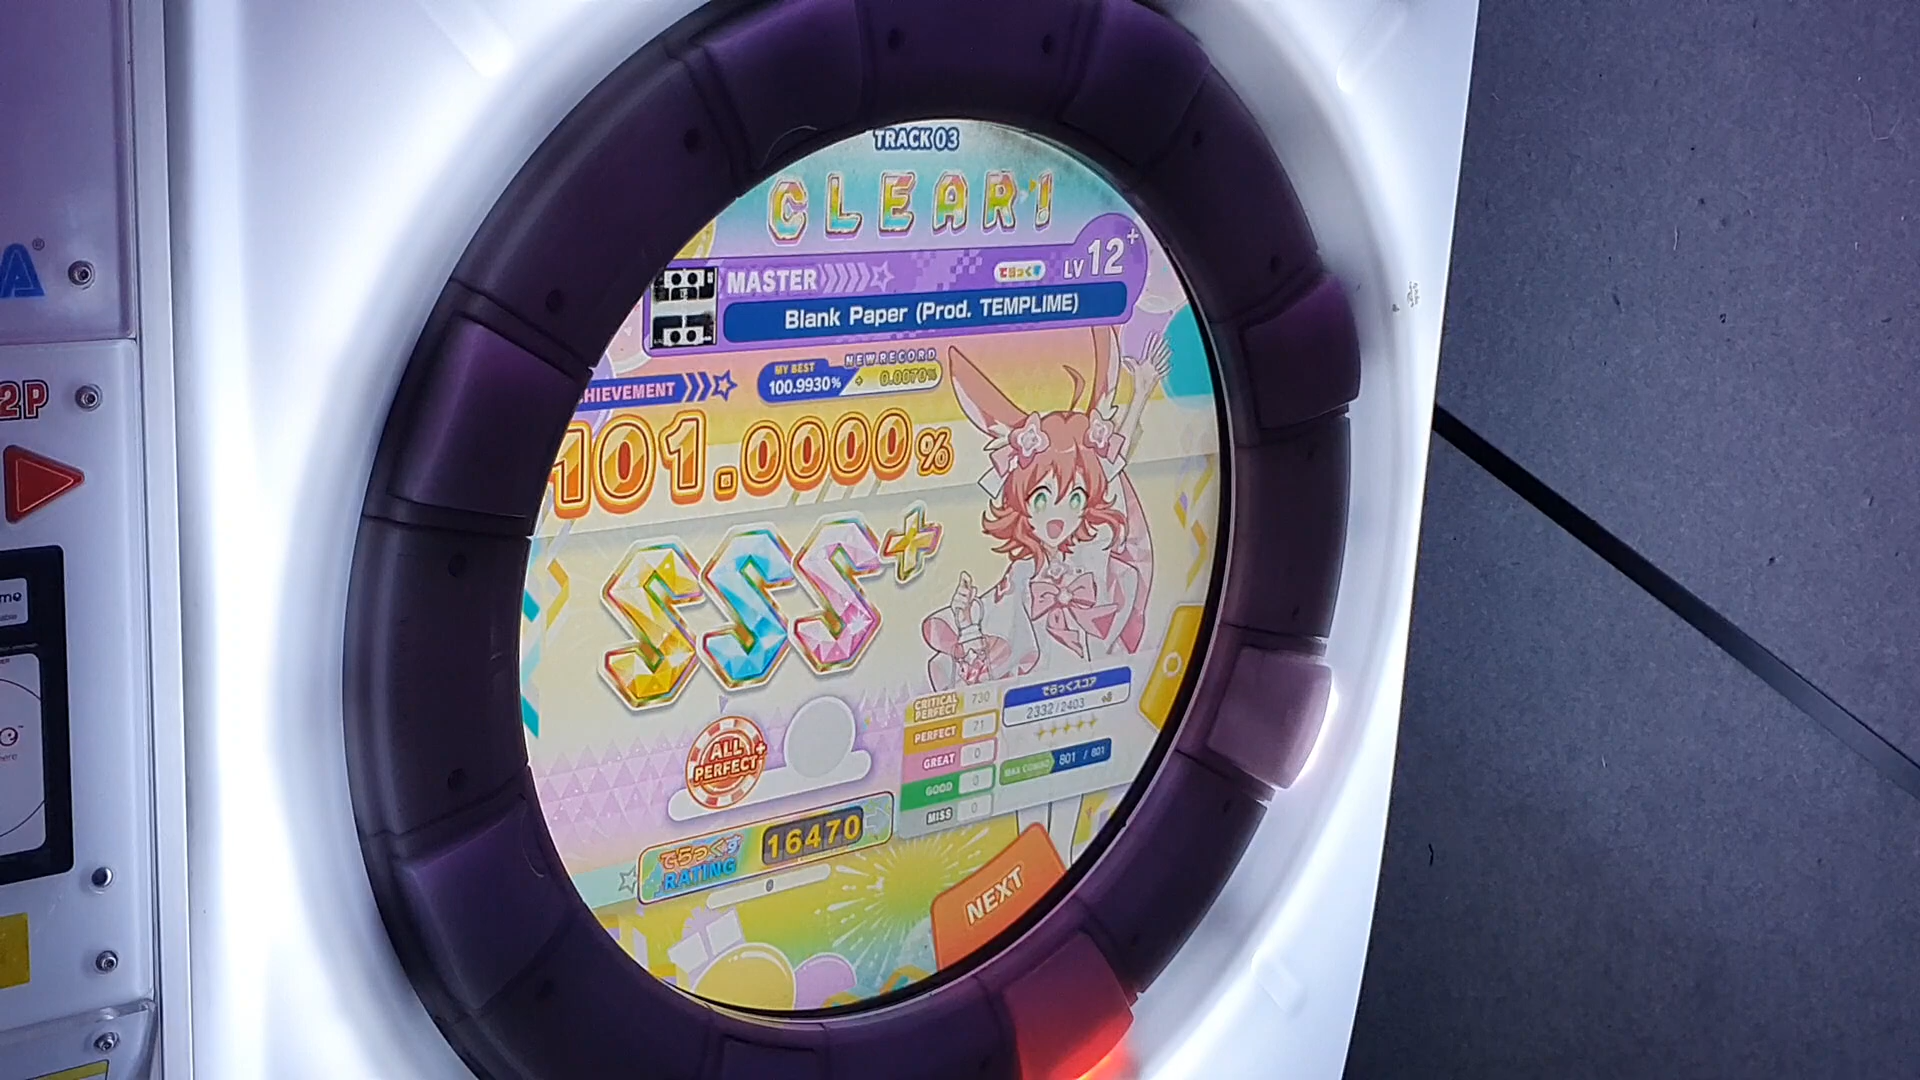 TRACK 03
CLEAR!
MASTER でらっくす LV 12+
Blank Paper (Prod. TEMPLIME)
HIEVEMENT MY BEST 100.9930% NEW RECORD + 0.0070%
101.0000%
SSS+
CRITICAL PERFECT 730
PERFECT 71
GREAT 0
GOOD 0
MISS 0
でらっくスコア
2332/2403
MAX COMBO 801 / 801
ALL PERFECT+
でらっくす RATING 16470
0
NEXT
A®
2P